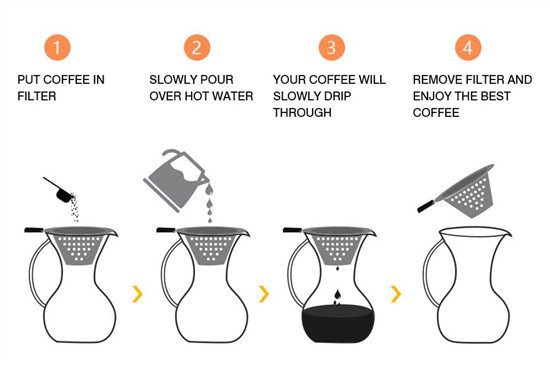 1
PUT COFFEE IN
FILTER
2
SLOWLY POUR
OVER HOT WATER
3
YOUR COFFEE WILL
SLOWLY DRIP
THROUGH
4
REMOVE FILTER AND
ENJOY THE BEST
COFFEE